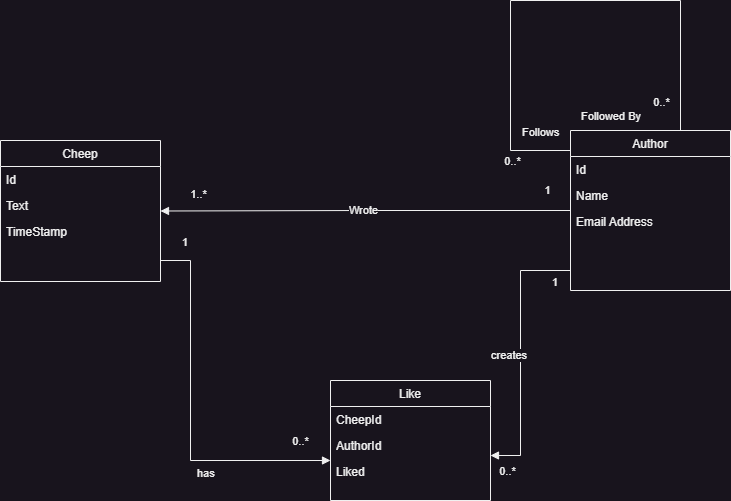 0..*
Followed By
Follows
0..*
Cheep
Id
Text
TimeStamp
Author
Id
Name
Email Address
1..*
Wrote
1
1
1
creates
Like
CheepId
AuthorId
Liked
0..*
has
0..*